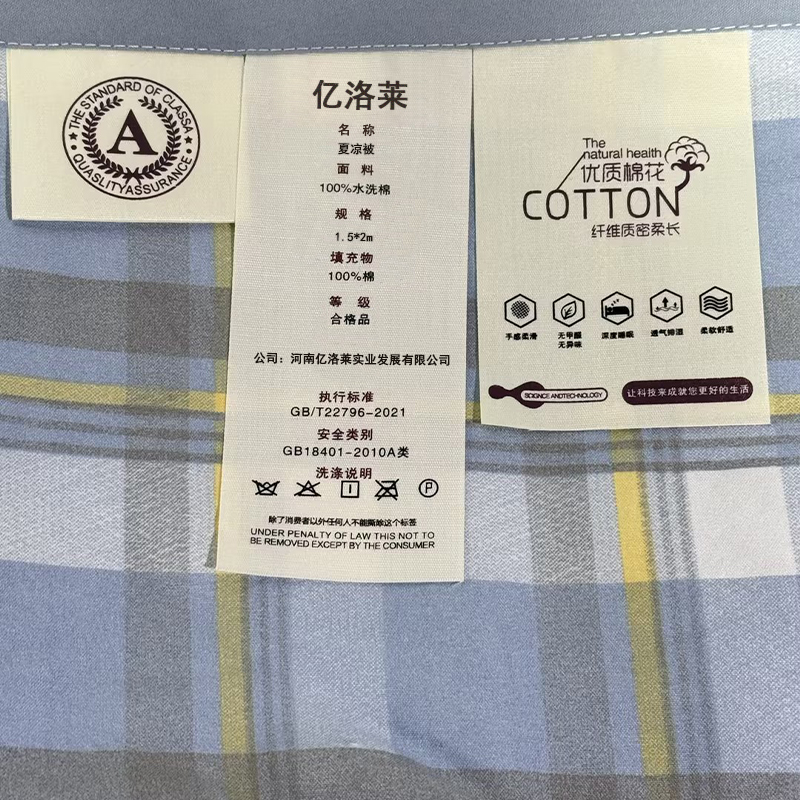 THE STANDARD OF CLASSA
A
QUASLITYASSURANCE
亿洛莱
名 称
夏凉被
面 料
100%水洗棉
规 格
1.5*2m
填充物
100%棉
等 级
合格品
公司：河南亿洛莱实业发展有限公司
执行标准
GB/T22796-2021
安全类别
GB18401-2010A类
洗涤说明
P
除了消费者以外任何人不能撕除这个标签
UNDER PENALTY OF LAW THIS NOT TO
BE REMOVED EXCEPT BY THE CONSUMER
The
natural health
优质棉花
COTTON
纤维质密柔长
手感柔滑
无甲醛
无异味
深度睡眠
透气排湿
柔软舒适
SCIGNCE ANDTECHNOLOGY
让科技来成就您更好的生活